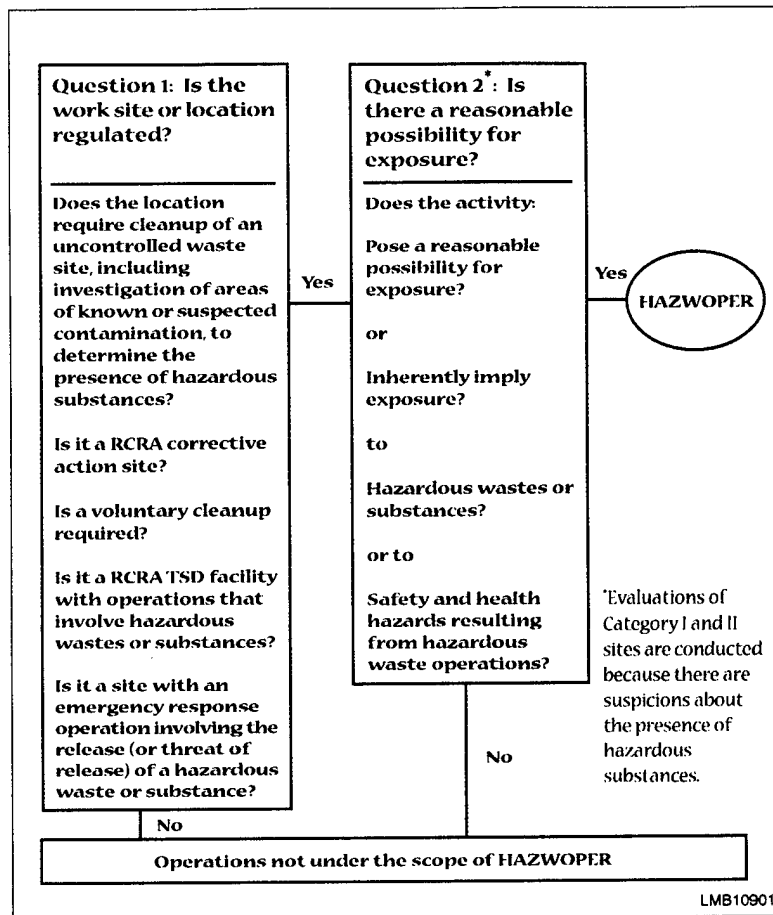 Question 1: Is the
work site or location
regulated?
Does the location
require cleanup of an
uncontrolled waste
site, including
investigation of areas
of known or suspected
contamination, to
determine the
presence of hazardous
substances?
Is it a RCRA corrective
action site?
Is a voluntary cleanup
required?
Is it a RCRA TSD facility
with operations that
involve hazardous
wastes or substances?
Is it a site with an
emergency response
operation involving the
release (or threat of
release) of a hazardous
waste or substance?
Yes
No
Question 2*: Is
there a reasonable
possibility for
exposure?
Does the activity:
Pose a reasonable
possibility for
exposure?
or
Inherently imply
exposure?
to
Hazardous wastes or
substances?
or to
Safety and health
hazards resulting
from hazardous
waste operations?
Yes
No
HAZWOPER
*Evaluations of
Category I and II
sites are conducted
because there are
suspicions about
the presence of
hazardous
substances.
Operations not under the scope of HAZWOPER
LMB10901